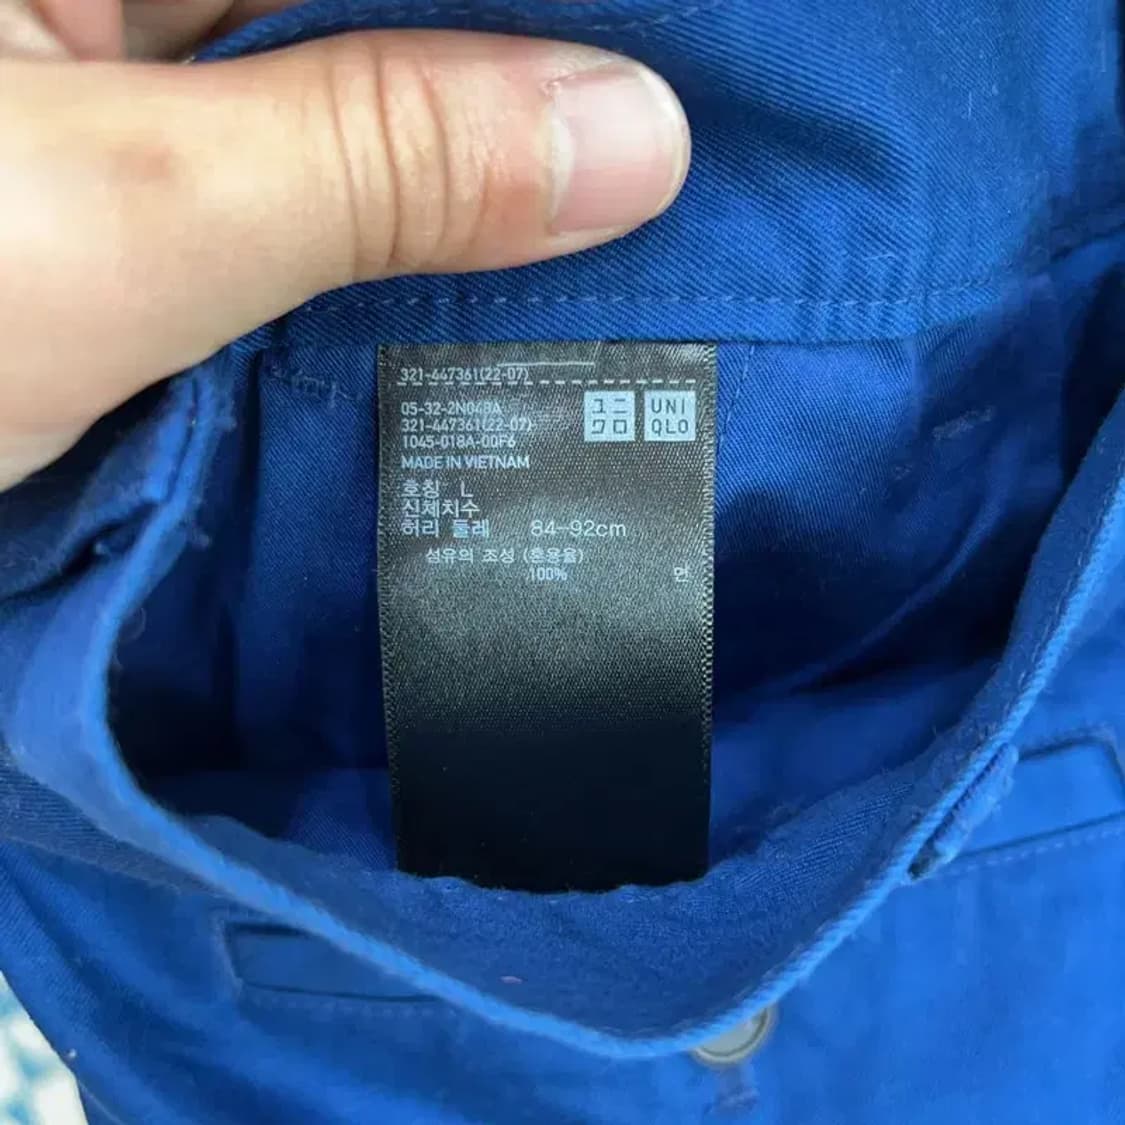 321-447361(22-07)
05-32-2N04BA
321-447361(22-07)
1045-018A-00F6
ユニ
クロ
UNI
QLO
MADE IN VIETNAM
호칭 L
신체치수
허리 둘레 84-92cm
섬유의 조성 (혼용율)
100% 면